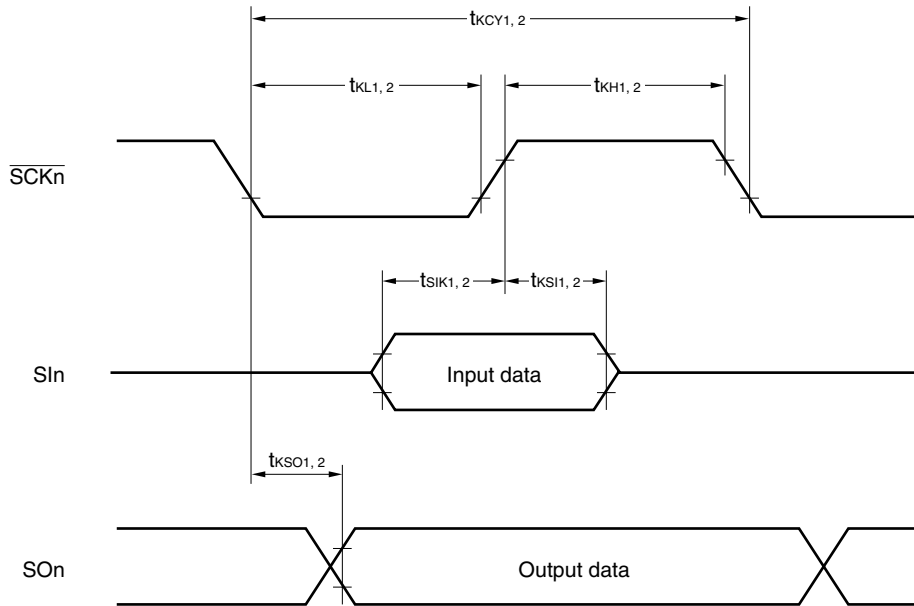 tKCY1, 2
tKL1, 2
tKH1, 2
SCKn
tSIK1, 2
tKSI1, 2
SIn
Input data
tKSO1, 2
SOn
Output data